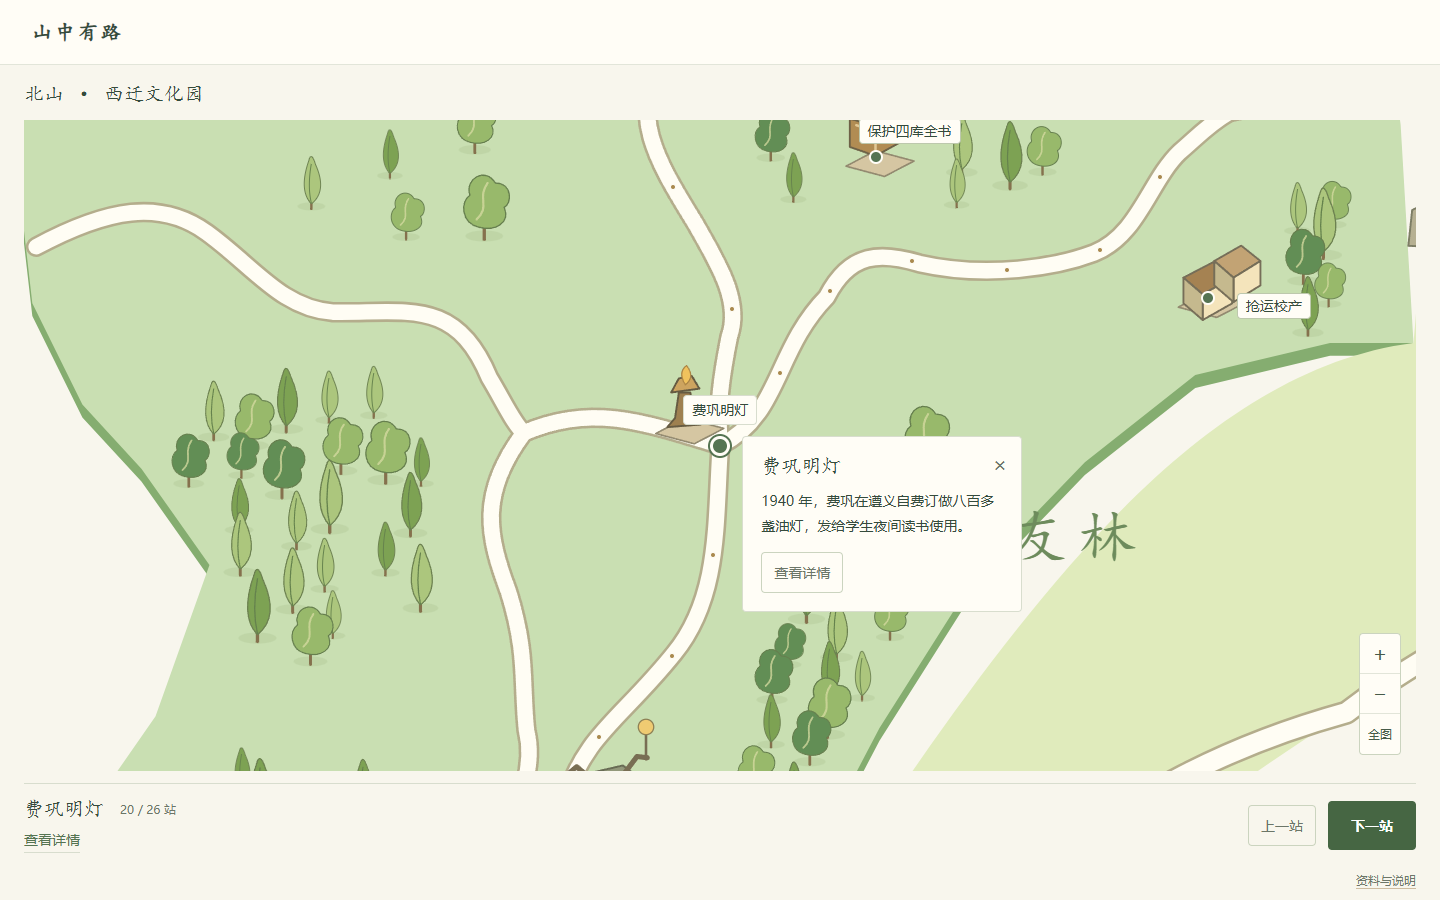 山中有路
北山 • 西迁文化园
保护四库全书
抢运校产
费巩明灯
费巩明灯
×
1940 年，费巩在遵义自费订做八百多
盏油灯，发给学生夜间读书使用。
查看详情
友林
+
−
全图
费巩明灯 20 / 26 站
查看详情
上一站
下一站
资料与说明